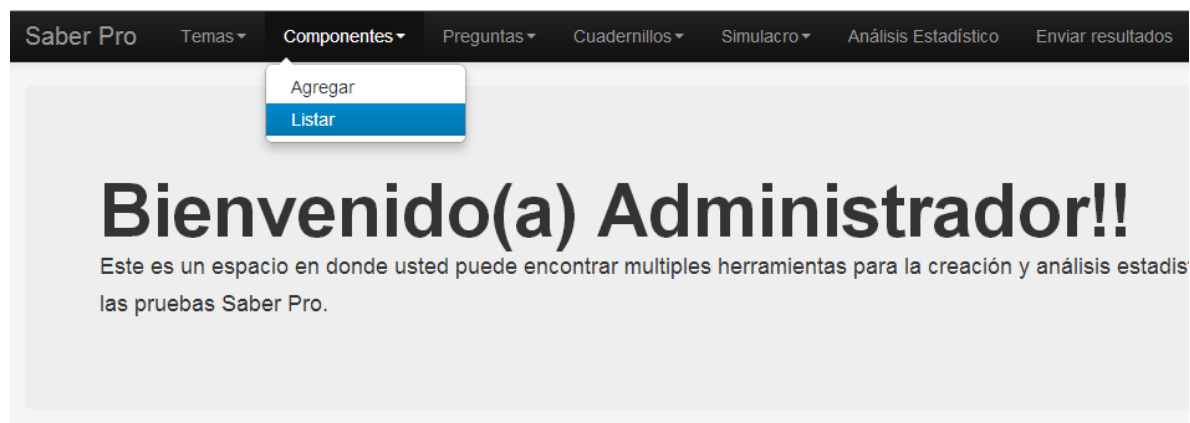 Saber Pro Temas Componentes Preguntas Cuadernillos Simulacro Análisis Estadístico Enviar resultados
Agregar
Listar
Bienvenido(a) Administrador!!
Este es un espacio en donde usted puede encontrar multiples herramientas para la creación y análisis estadis
las pruebas Saber Pro.